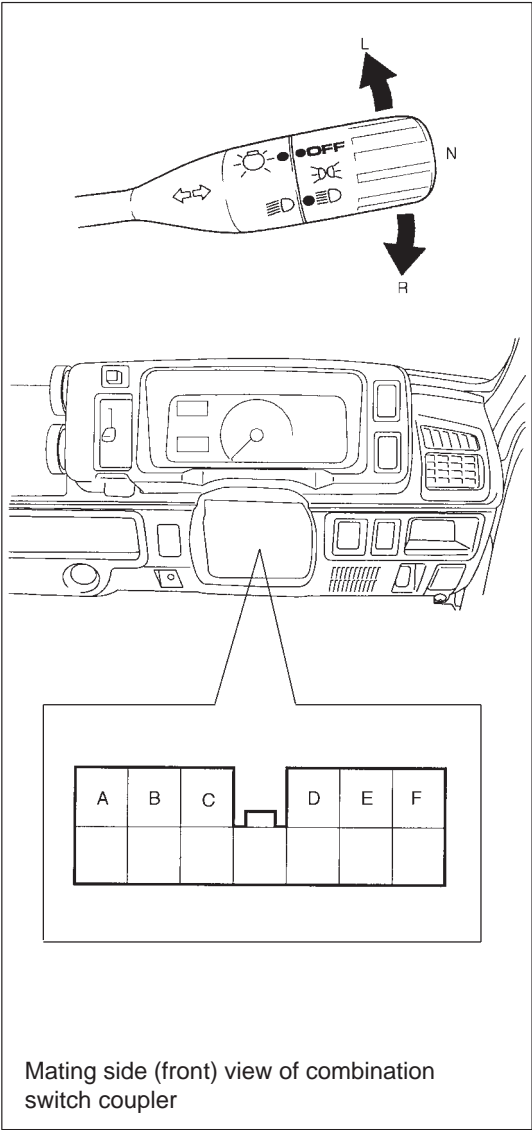 L
OFF
N
R
A B C D E F
Mating side (front) view of combination
switch coupler